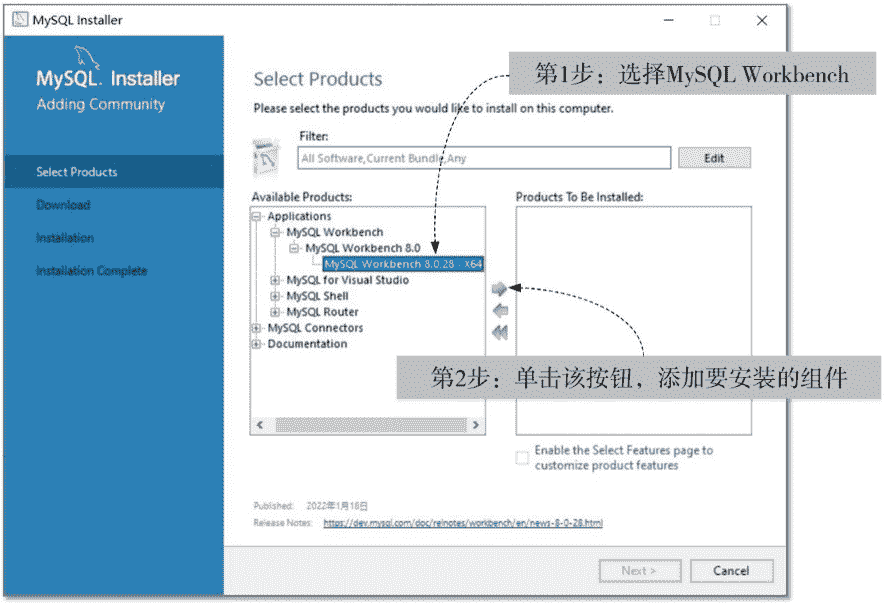 MySQL Installer
MySQL. Installer
Adding Community
Select Products
Download
Installation
Installation Complete
Select Products
第1步：选择MySQL Workbench
Please select the products you would like to install on this computer.
Filter:
All Software,Current Bundle,Any
Edit
Available Products:
Products To Be Installed:
Applications
MySQL Workbench
MySQL Workbench 8.0
MySQL Workbench 8.0.28 - X64
MySQL for Visual Studio
MySQL Shell
MySQL Router
MySQL Connectors
Documentation
第2步：单击该按钮，添加要安装的组件
Enable the Select Features page to
customize product features
Published: 2022年1月18日
Release Notes: https://dev.mysql.com/doc/relnotes/workbench/en/news-8-0-28.html
Next >
Cancel